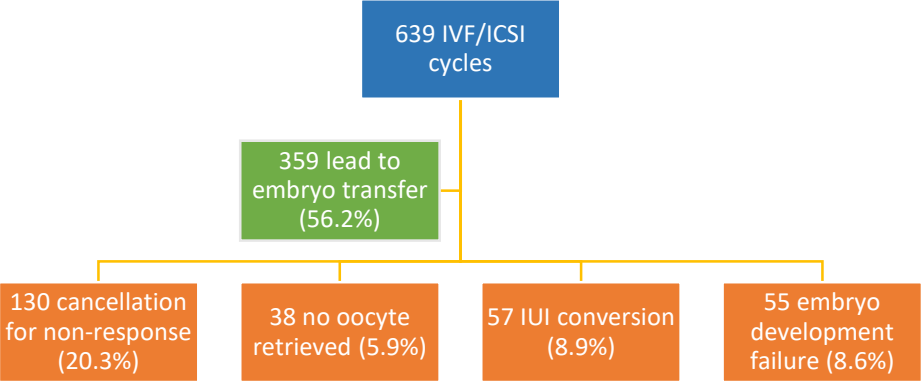 639 IVF/ICSI
cycles
359 lead to
embryo transfer
(56.2%)
130 cancellation
for non-response
(20.3%)
38 no oocyte
retrieved (5.9%)
57 IUI conversion
(8.9%)
55 embryo
development
failure (8.6%)